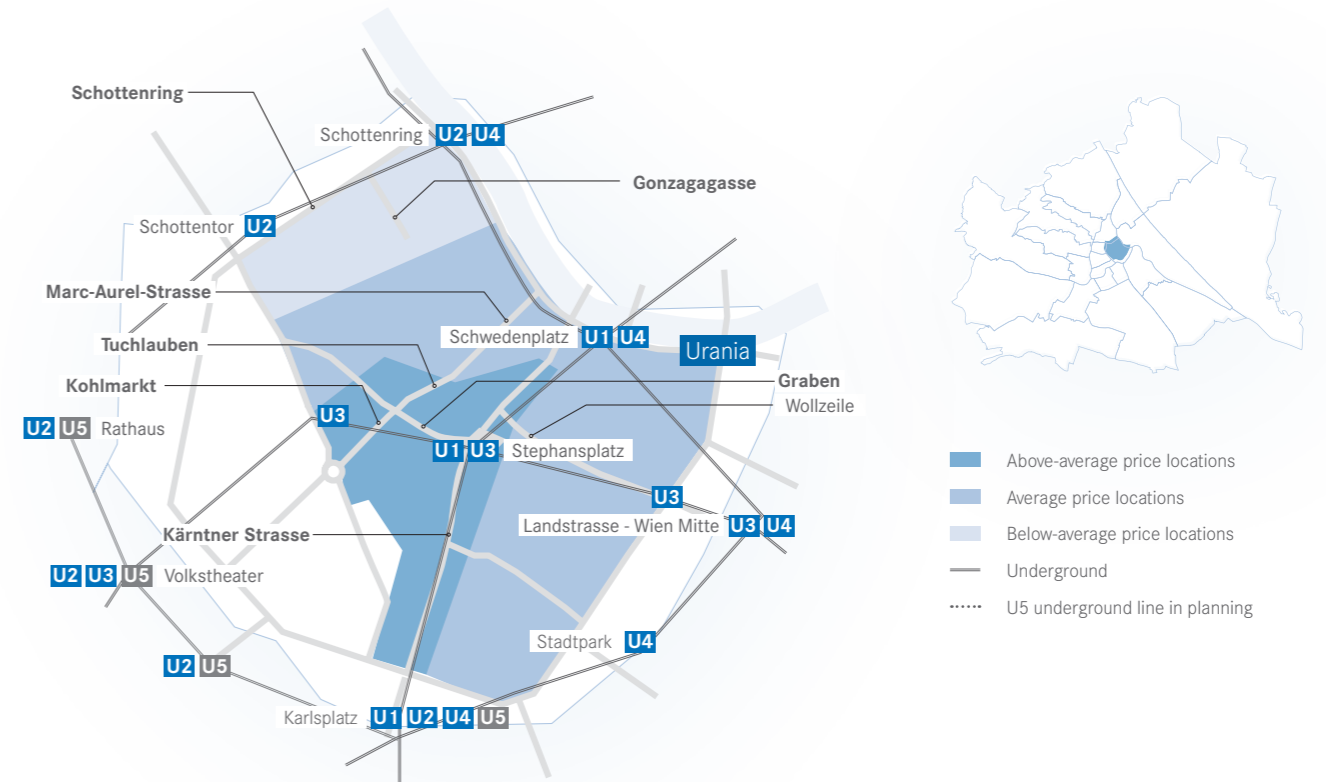 Schottenring
Schottenring U2 U4
Gonzagagasse
Schottentor U2
Marc-Aurel-Strasse
Schwedenplatz U1 U4
Urania
Tuchlauben
Kohlmarkt
Graben
Wollzeile
U3
U2 U5 Rathaus
U1 U3 Stephansplatz
U3
Landstrasse - Wien Mitte U3 U4
Kärntner Strasse
U2 U3 U5 Volkstheater
Stadtpark U4
U2 U5
Karlsplatz U1 U2 U4 U5
Above-average price locations
Average price locations
Below-average price locations
Underground
U5 underground line in planning